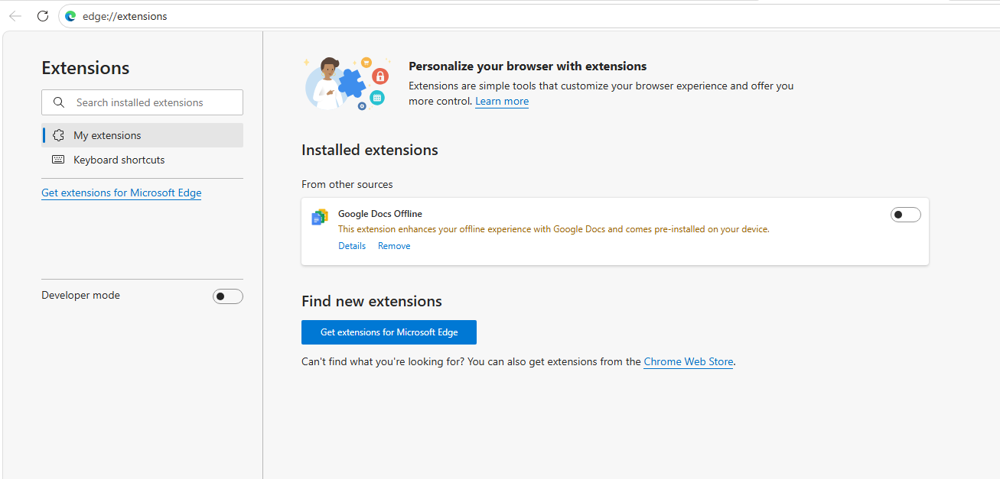 edge://extensions
Extensions
Search installed extensions
My extensions
Keyboard shortcuts
Get extensions for Microsoft Edge
Developer mode
Personalize your browser with extensions
Extensions are simple tools that customize your browser experience and offer you
more control. Learn more
Installed extensions
From other sources
Google Docs Offline
This extension enhances your offline experience with Google Docs and comes pre-installed on your device.
Details Remove
Find new extensions
Get extensions for Microsoft Edge
Can't find what you're looking for? You can also get extensions from the Chrome Web Store.